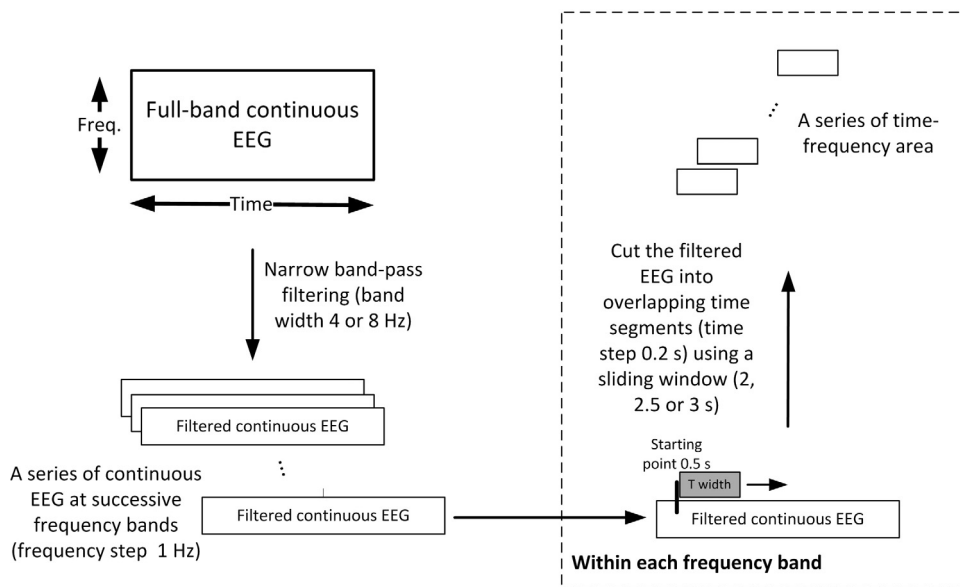 Full-band continuous
EEG
Freq.
Time
Narrow band-pass
filtering (band
width 4 or 8 Hz)
Filtered continuous EEG
A series of continuous
EEG at successive
frequency bands
(frequency step 1 Hz)
Filtered continuous EEG
A series of time-
frequency area
Cut the filtered
EEG into
overlapping time
segments (time
step 0.2 s) using a
sliding window (2,
2.5 or 3 s)
Starting
point 0.5 s
T width
Filtered continuous EEG
Within each frequency band